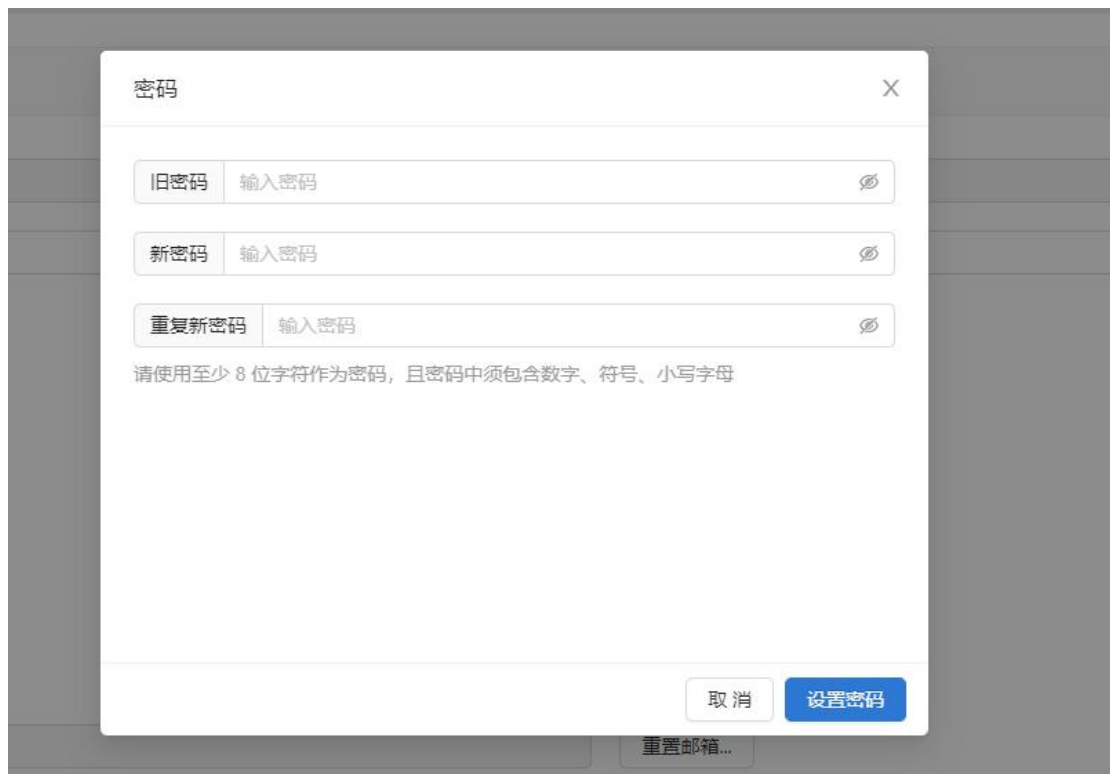 密码
旧密码 输入密码
新密码 输入密码
重复新密码 输入密码
请使用至少 8 位字符作为密码，且密码中须包含数字、符号、小写字母
取 消 设置密码
重置邮箱...